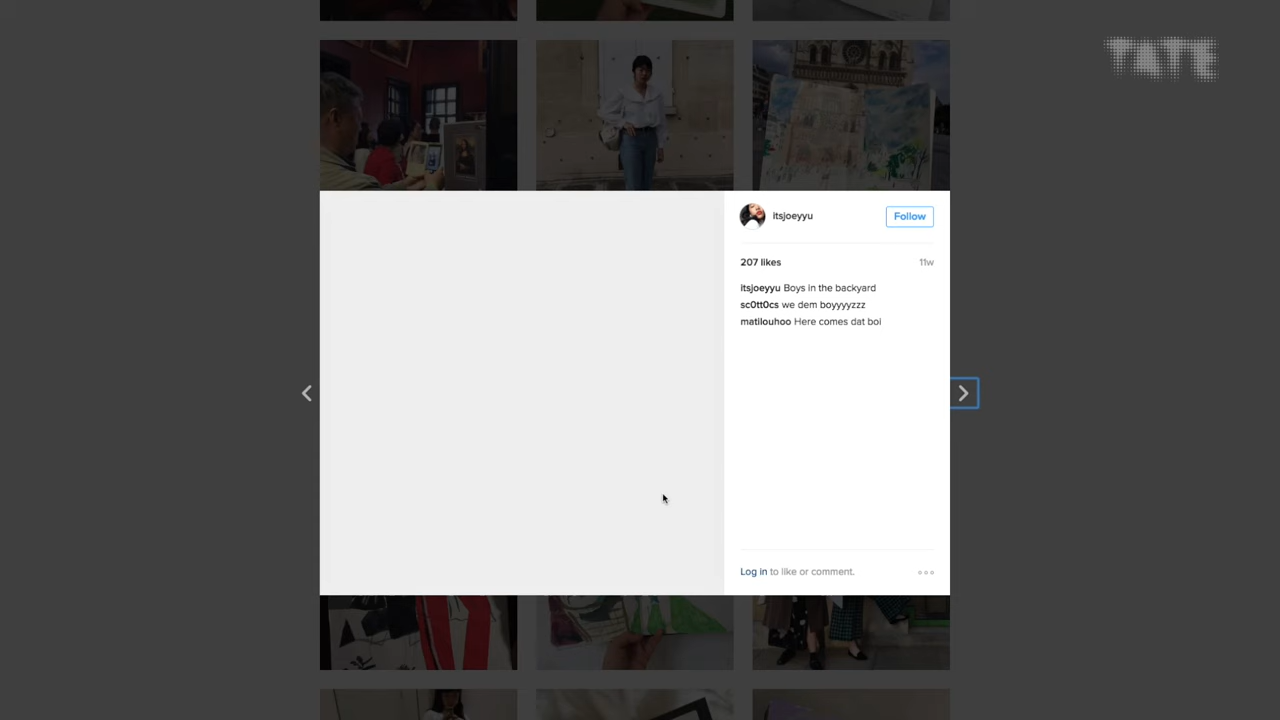 TATE
itsjoeyyu
Follow
207 likes
11w
itsjoeyyu Boys in the backyard
sc0tt0cs we dem boyyyyzzz
matilouhoo Here comes dat boi
Log in to like or comment.